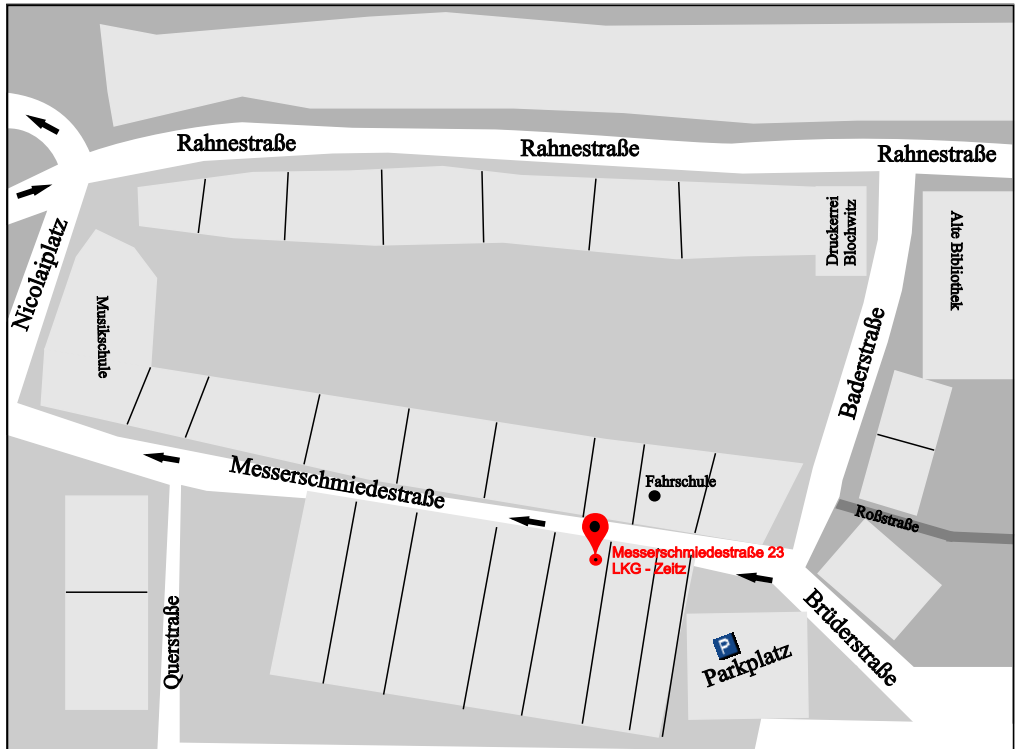 Rahnestraße
Rahnestraße
Rahnestraße
Druckerrei
Blochwitz
Alte Bibliothek
Nicolaiplatz
Musikschule
Baderstraße
Messerschmiedestraße
Fahrschule
Roßstraße
Messerschmiedestraße 23
LKG - Zeitz
Querstraße
Brüderstraße
P
Parkplatz